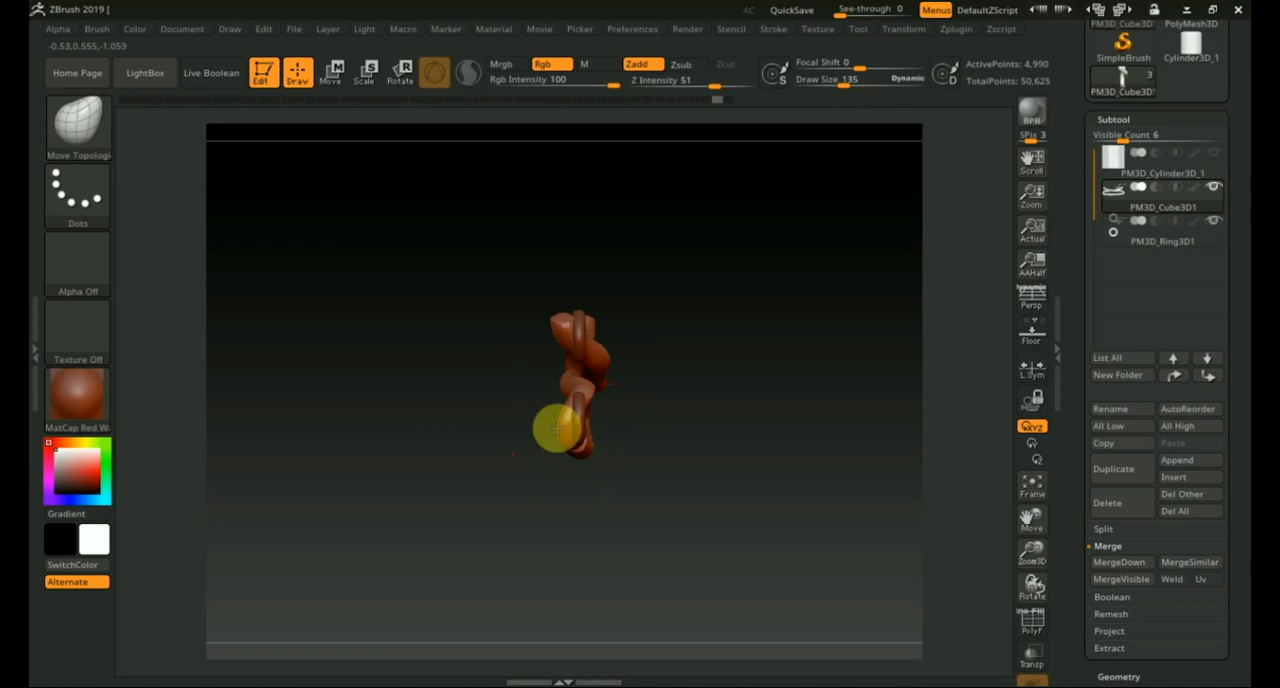 ZBrush 2019 [
AC QuickSave See-through 0 Menus DefaultZScript
Alpha Brush Color Document Draw Edit File Layer Light Macro Marker Material Movie Picker Preferences Render Stencil Stroke Texture Tool Transform Zplugin Zscript
-0.53,0.555,-1.059
Home Page LightBox Live Boolean Edit Draw Move Scale Rotate
Mrgb Rgb M
Rgb Intensity 100
Zadd Zsub Zcut
Z Intensity 51
S
Focal Shift 0
Draw Size 135 Dynamic
D
ActivePoints: 4,990
TotalPoints: 50,625
Move Topologi
Dots
Alpha Off
Texture Off
MatCap Red W
Gradient
SwitchColor
Alternate
BPR
SPix 3
Scroll
Zoom
Actual
AAHalf
Dynamic
Persp
Floor
L.Sym
XYZ
Frame
Move
Zoom3D
Rotate
PolyF
Transp
PM3D_Cube3D PolyMesh3D
SimpleBrush Cylinder3D_1
3
PM3D_Cube3D
Subtool
Visible Count 6
PM3D_Cylinder3D_1
PM3D_Cube3D1
PM3D_Ring3D1
List All
New Folder
Rename AutoReorder
All Low All High
Copy Paste
Duplicate Append
Insert
Delete Del Other
Del All
Split
Merge
MergeDown MergeSimilar
MergeVisible Weld Uv
Boolean
Remesh
Project
Extract
Geometry